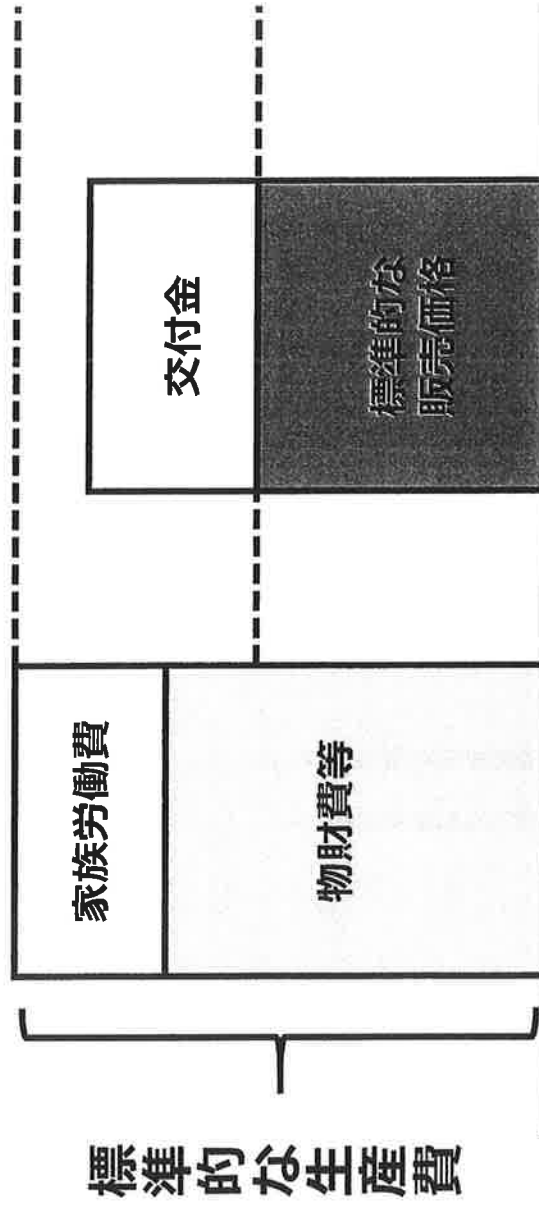 標準的な生産費
家族労働費
物財費等
交付金
標準的な
販売価格